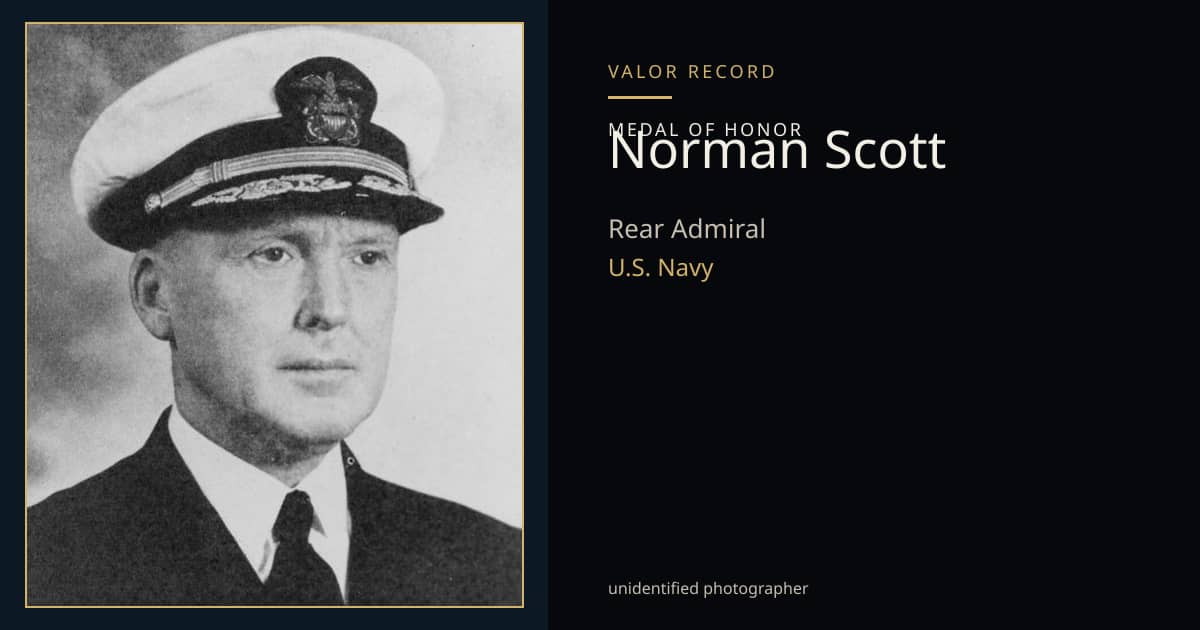 VALOR RECORD
MEDAL OF HONOR
Norman Scott
Rear Admiral
U.S. Navy
unidentified photographer